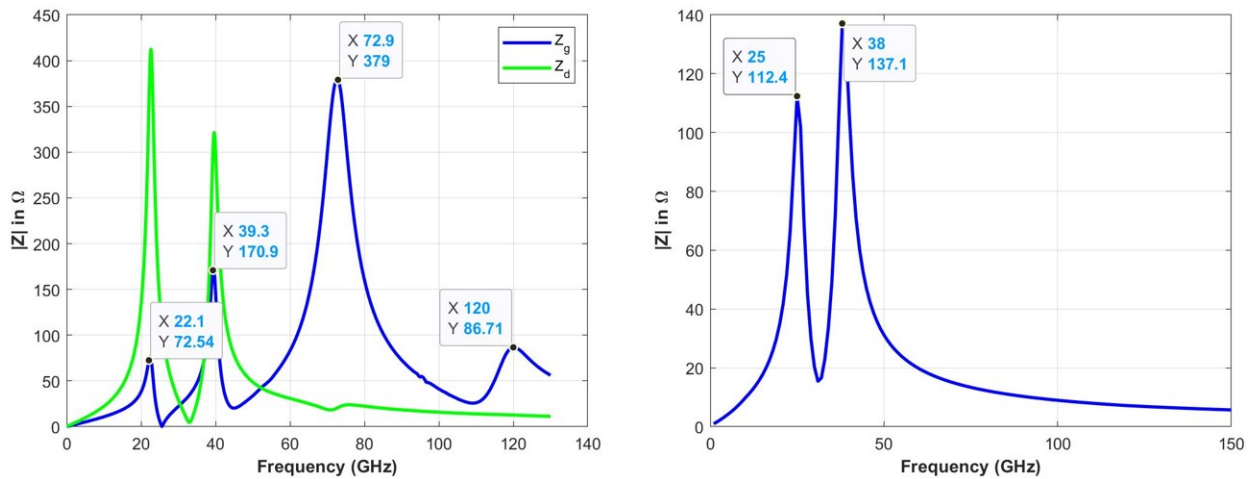 450
400
350
300
250
200
150
100
50
0
|Z| in Ω
X 72.9
Y 379
Z_g
Z_d
X 39.3
Y 170.9
X 22.1
Y 72.54
X 120
Y 86.71
0 20 40 60 80 100 120 140
Frequency (GHz)
140
120
100
80
60
40
20
0
|Z| in Ω
X 25
Y 112.4
X 38
Y 137.1
0 50 100 150
Frequency (GHz)